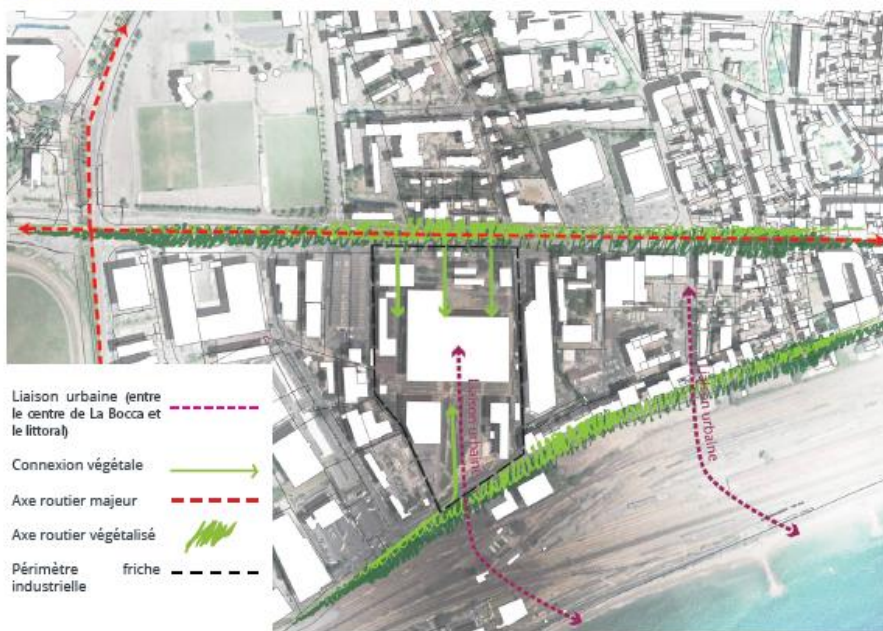 Liaison urbaine
Liaison urbaine
Liaison urbaine (entre
le centre de La Bocca et
le littoral)
Connexion végétale
Axe routier majeur
Axe routier végétalisé
Périmètre friche
industrielle